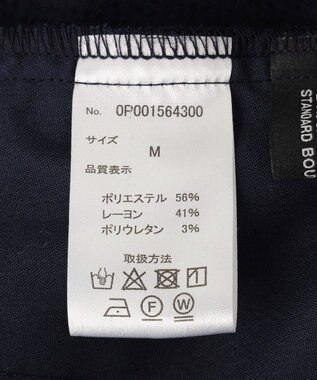 No. 0P001564300
サイズ
M
品質表示
ポリエステル 56%
レーヨン 41%
ポリウレタン 3%
取扱方法
F W
STANDARD BOU